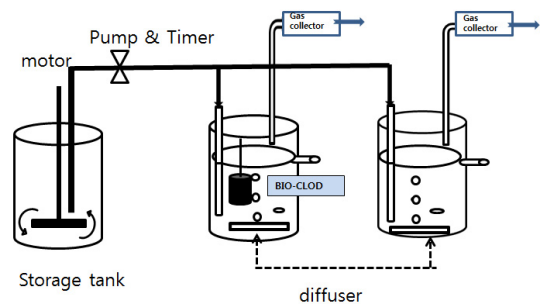 Gas
collector
Gas
collector
Pump & Timer
motor
BIO-CLOD
Storage tank
diffuser